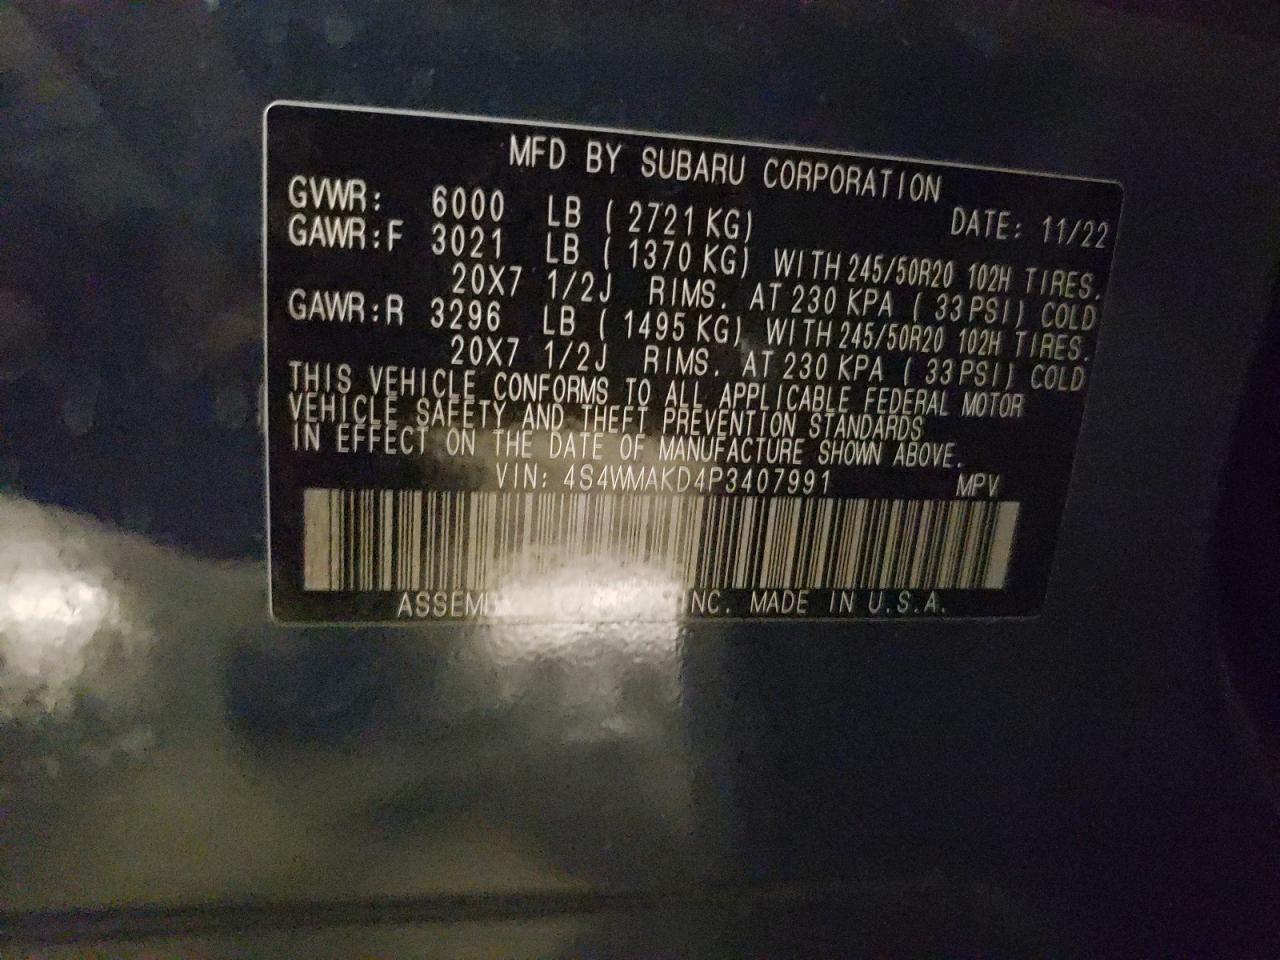 MFD BY SUBARU CORPORATION
GVWR: 6000 LB ( 2721 KG) DATE: 11/22
GAWR:F 3021 LB ( 1370 KG) WITH 245/50R20 102H TIRES.
20X7 1/2J RIMS. AT 230 KPA ( 33 PSI) COLD
GAWR:R 3296 LB ( 1495 KG) WITH 245/50R20 102H TIRES.
20X7 1/2J RIMS. AT 230 KPA ( 33 PSI) COLD
THIS VEHICLE CONFORMS TO ALL APPLICABLE FEDERAL MOTOR
VEHICLE SAFETY AND THEFT PREVENTION STANDARDS
IN EFFECT ON THE DATE OF MANUFACTURE SHOWN ABOVE.
VIN: 4S4WMAKD4P3407991 MPV
INC. MADE IN U.S.A.